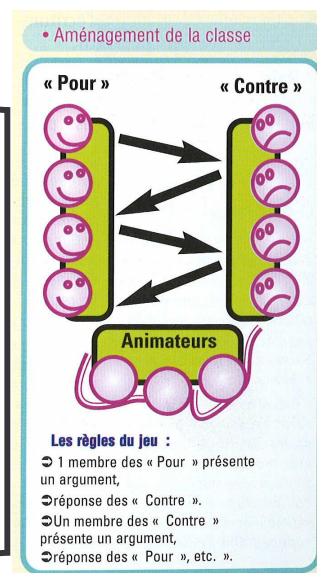 • Aménagement de la classe
« Pour »
« Contre »
Animateurs
Les règles du jeu :
➲ 1 membre des « Pour » présente
un argument,
➲réponse des « Contre ».
➲Un membre des « Contre »
présente un argument,
➲réponse des « Pour », etc. ».